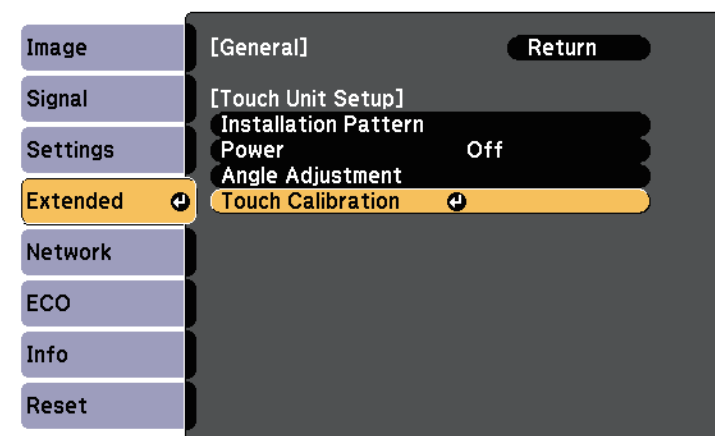 Image
Signal
Settings
Extended
Network
ECO
Info
Reset
[General] Return
[Touch Unit Setup]
Installation Pattern
Power Off
Angle Adjustment
Touch Calibration